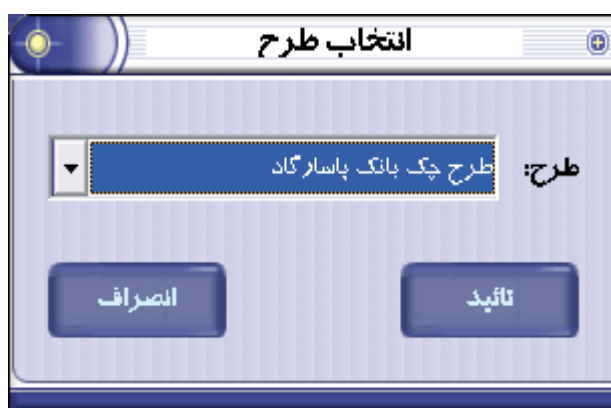 انتخاب طرح
طرح: طرح چک بانک پاسارگاد
تائید انصراف